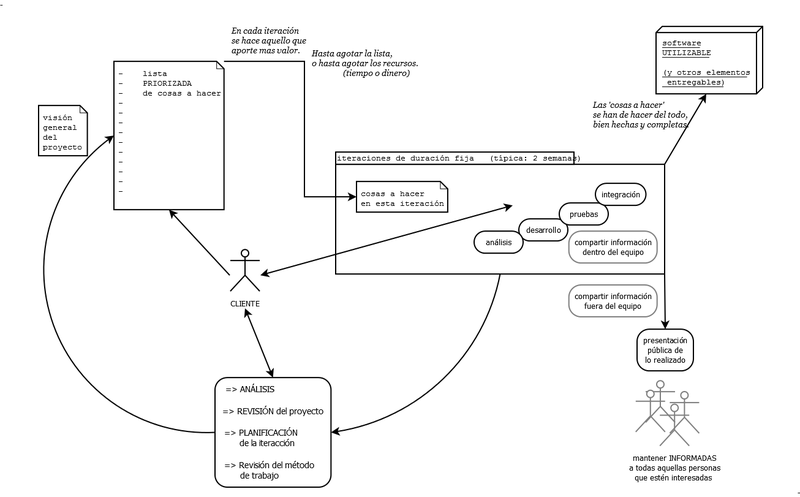 En cada iteración
se hace aquello que
aporte mas valor.
Hasta agotar la lista,
o hasta agotar los recursos.
(tiempo o dinero)
software
UTILIZABLE
(y otros elementos
entregables)
Las 'cosas a hacer'
se han de hacer del todo,
bien hechas y completas.
- lista
- PRIORIZADA
- de cosas a hacer
-
-
-
-
-
-
-
-
-
visión
general
del
proyecto
iteraciones de duración fija (típica: 2 semanas)
cosas a hacer
en esta iteración
integración
pruebas
desarrollo
análisis
compartir información
dentro del equipo
CLIENTE
compartir información
fuera del equipo
presentación
pública de
lo realizado
=> ANÁLISIS
=> REVISIÓN del proyecto
=> PLANIFICACIÓN
de la iteracción
=> Revisión del método
de trabajo
mantener INFORMADAS
a todas aquellas personas
que estén interesadas